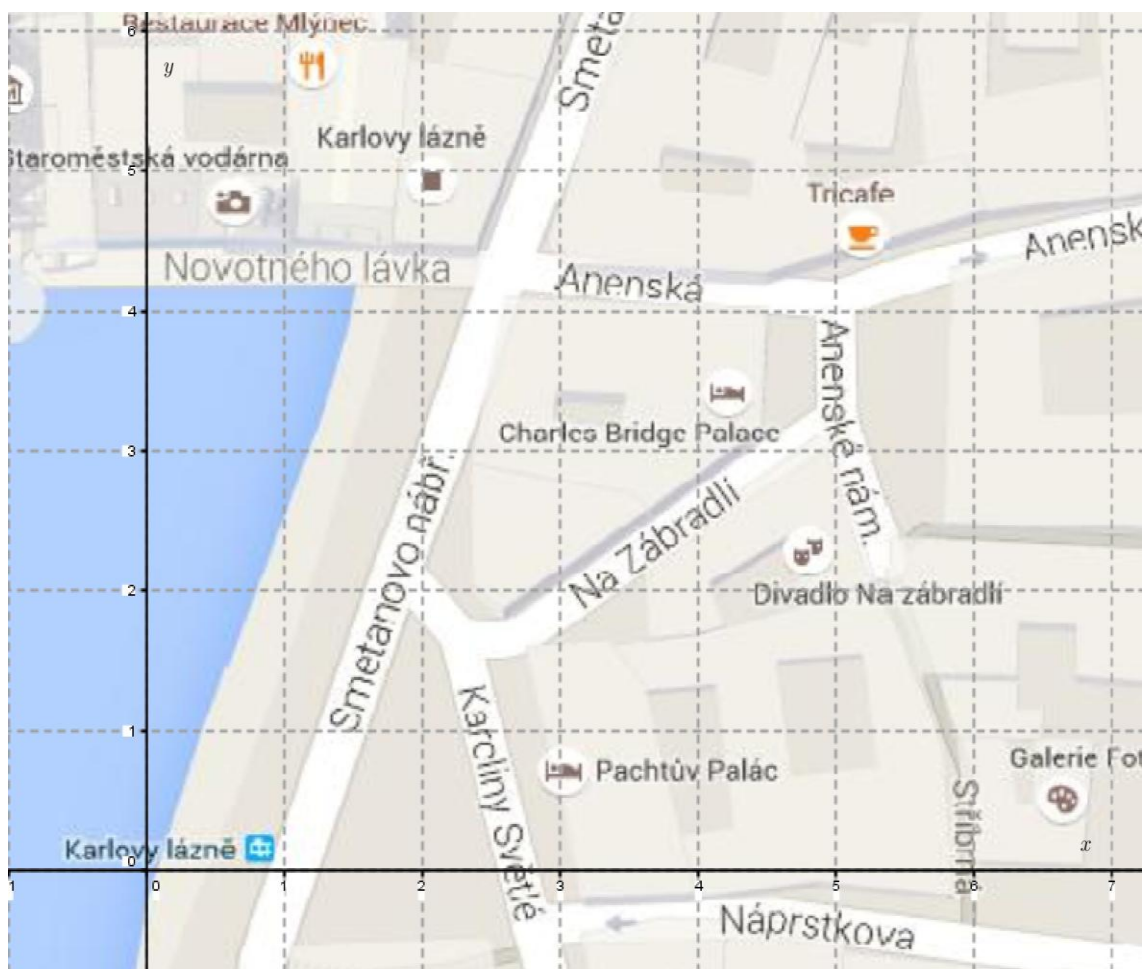 Restaurace Mlýnec
6
y
Smeta
Karlovy lázně
Staroměstská vodárna
5
Tricafe
Anensk
Novotného lávka
Anenská
4
Anenské nám.
Charles Bridge Palace
3
Smetanovo nábř.
Na Zábradlí
2
Divadlo Na zábradlí
1
Karoliny Světlé
Pachtův Palác
Galerie Fot
Stříbrná
Karlovy lázně
0
x
1 0 1 2 3 4 5 6 7
Náprstkova